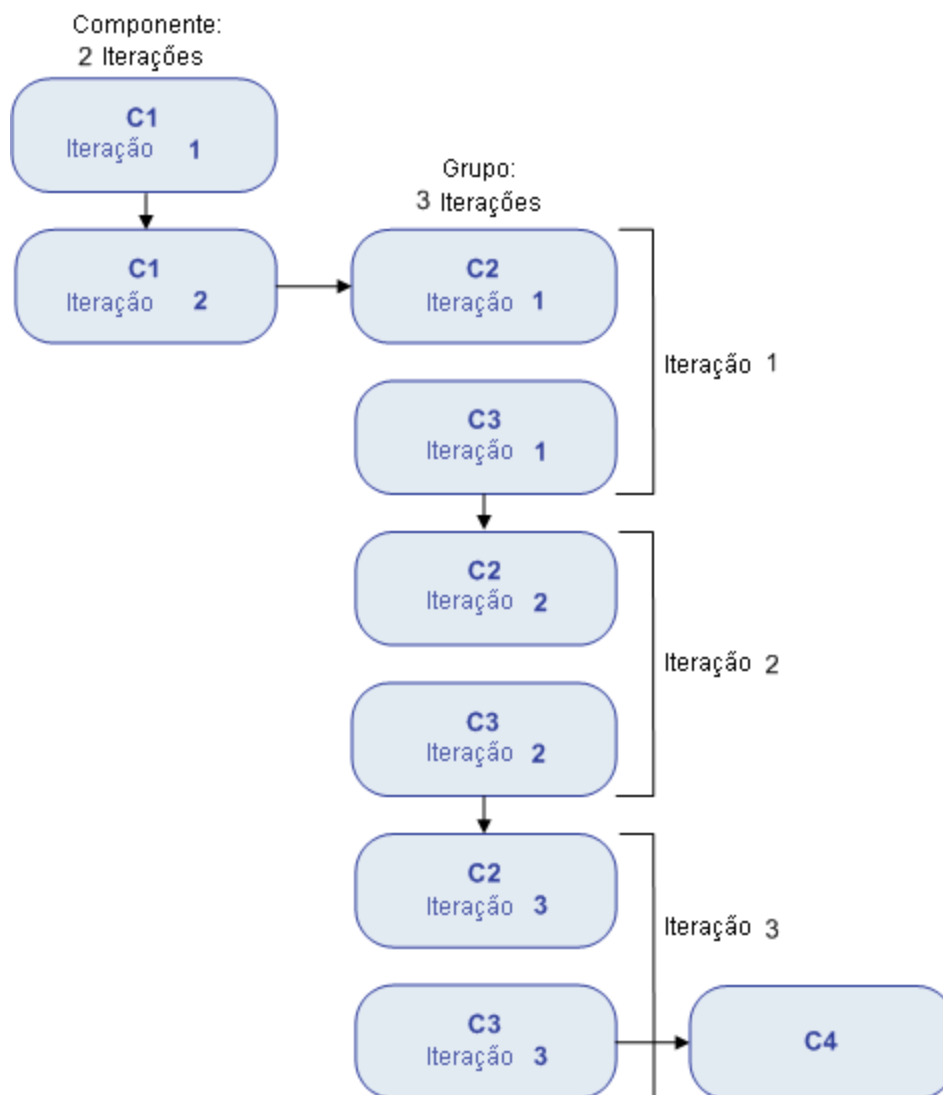 Componente:
2 Iterações
C1
Iteração 1
Grupo:
3 Iterações
C1
Iteração 2
C2
Iteração 1
Iteração 1
C3
Iteração 1
C2
Iteração 2
Iteração 2
C3
Iteração 2
C2
Iteração 3
Iteração 3
C3
Iteração 3
C4